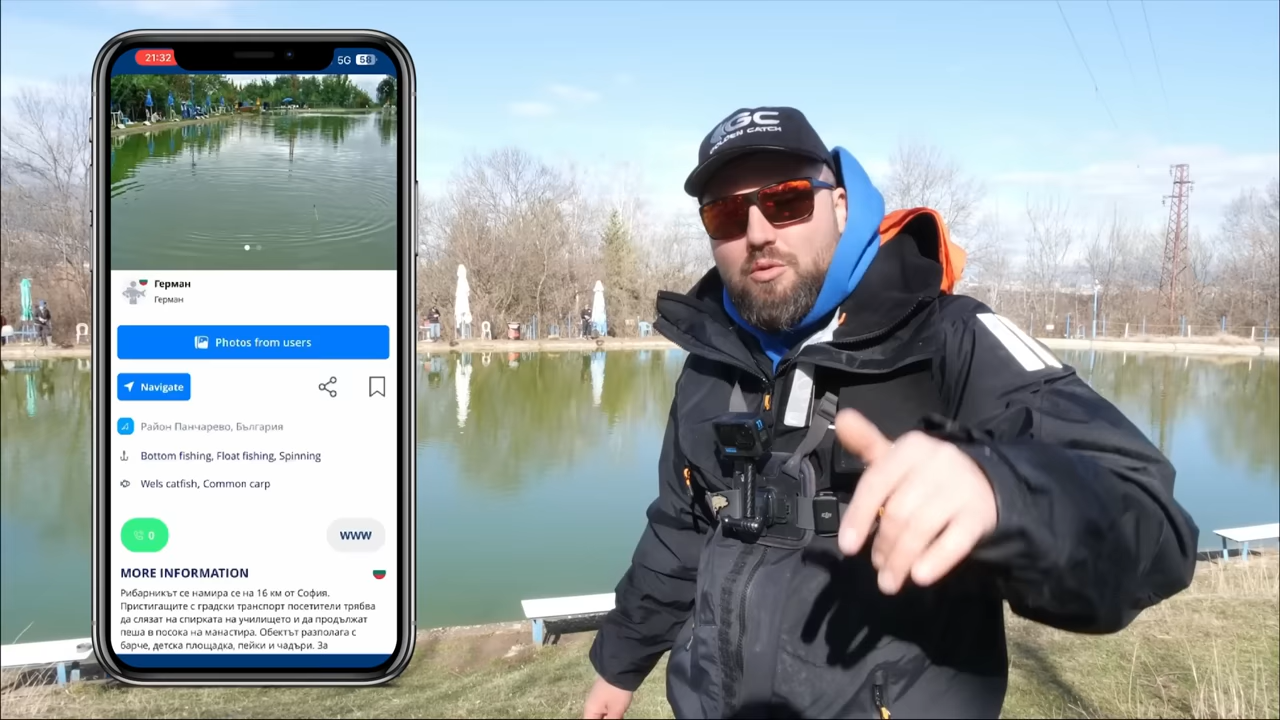 21:32
5G 58
Герман
Герман
Photos from users
Navigate
Район Панчарево, България
Bottom fishing, Float fishing, Spinning
Wels catfish, Common carp
0
WWW
MORE INFORMATION
Рибарникът се намира се на 16 км от София.
Пристигащите с градски транспорт посетители трябва
да слязат на спирката на училището и да продължат
пеша в посока на манастира. Обектът разполага с
барче, детска площадка, пейки и чадъри. За
GC
GOLDEN CATCH